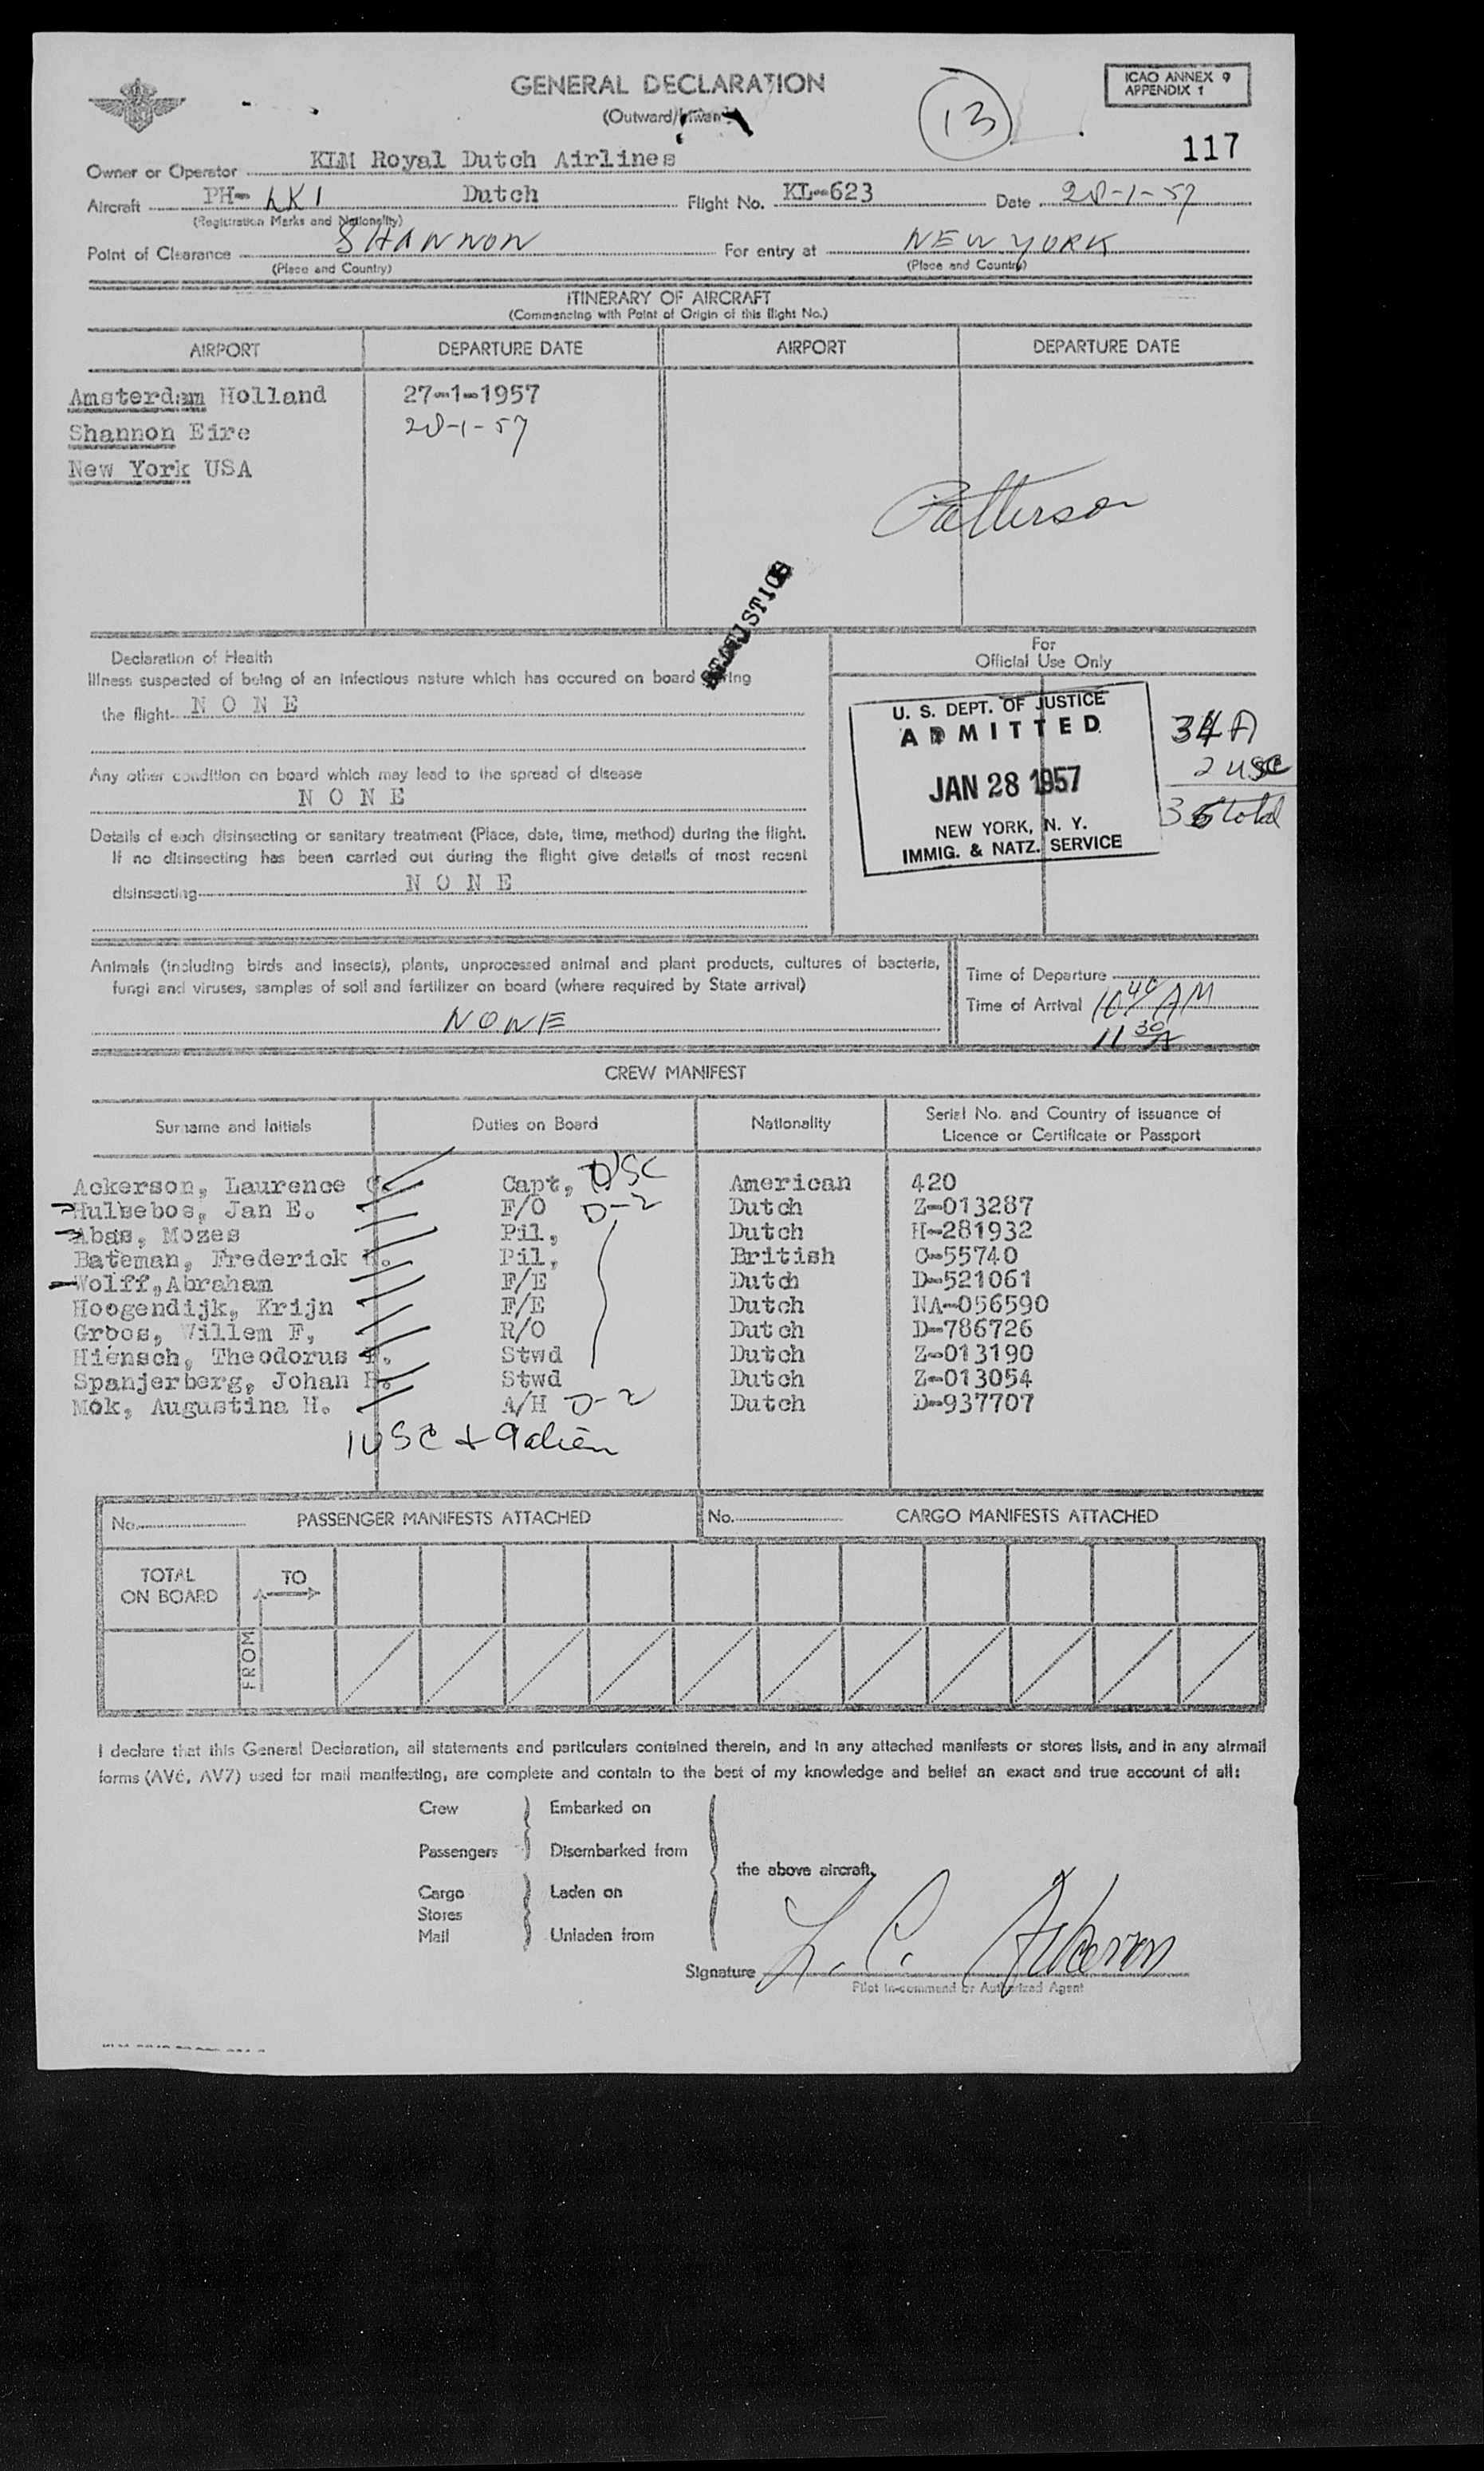 GENERAL DECLARATION
(Outward/
ICAO ANNEX 9
APPENDIX 1
13
117
Owner or Operator KLM Royal Dutch Airlines
Aircraft PH- LKI Dutch Flight No. KL-623 Date 28-1-57
(Registration Marks and Nationality)
Point of Clearance SHANNON For entry at NEW YORK
(Place and Country) (Place and Country)
ITINERARY OF AIRCRAFT
(Commencing with Point of Origin of this flight No.)
AIRPORT DEPARTURE DATE AIRPORT DEPARTURE DATE
Amsterdam Holland 27-1-1957
Shannon Eire 28-1-57
New York USA
Patterson
Declaration of Health
Illness suspected of being of an infectious nature which has occured on board during
the flight NONE
Any other condition on board which may lead to the spread of disease
NONE
Details of each disinsecting or sanitary treatment (Place, date, time, method) during the flight.
If no disinsecting has been carried out during the flight give details of most recent
disinsecting NONE
For
Official Use Only
U. S. DEPT. OF JUSTICE
ADMITTED
JAN 28 1957
NEW YORK, N. Y.
IMMIG. & NATZ. SERVICE
34 A
2 USC
36 total
Animals (including birds and insects), plants, unprocessed animal and plant products, cultures of bacteria,
fungi and viruses, samples of soil and fertilizer on board (where required by State arrival)
NONE
Time of Departure
Time of Arrival 10 40 AM
11 30 A
CREW MANIFEST
Surname and Initials Duties on Board Nationality Serial No. and Country of issuance of
Licence or Certificate or Passport
Ackerson, Laurence C. Capt, USC American 420
Hulsebos, Jan E. F/O D-2 Dutch Z-013287
Abas, Mozes Pil, Dutch H-281932
Bateman, Frederick Pil, British C-55740
Wolff,Abraham F/E Dutch D-521061
Hoogendijk, Krijn F/E Dutch NA-056590
Groos, Willem F, R/O Dutch D-786726
Hiensch, Theodorus Stwd Dutch Z-013190
Spanjerberg, Johan Stwd Dutch Z-013054
Mok, Augustina H. A/H D-2 Dutch D-937707
1 USC + 9 alien
No. PASSENGER MANIFESTS ATTACHED No. CARGO MANIFESTS ATTACHED
TOTAL
ON BOARD
TO
FROM
I declare that this General Declaration, all statements and particulars contained therein, and in any attached manifests or stores lists, and in any airmail
forms (AV6, AV7) used for mail manifesting, are complete and contain to the best of my knowledge and belief an exact and true account of all:
Crew Embarked on
Passengers Disembarked from
the above aircraft.
Cargo Laden on
Stores
Mail Unladen from
Signature L. C. Ackerson
Pilot in-command or Authorized Agent